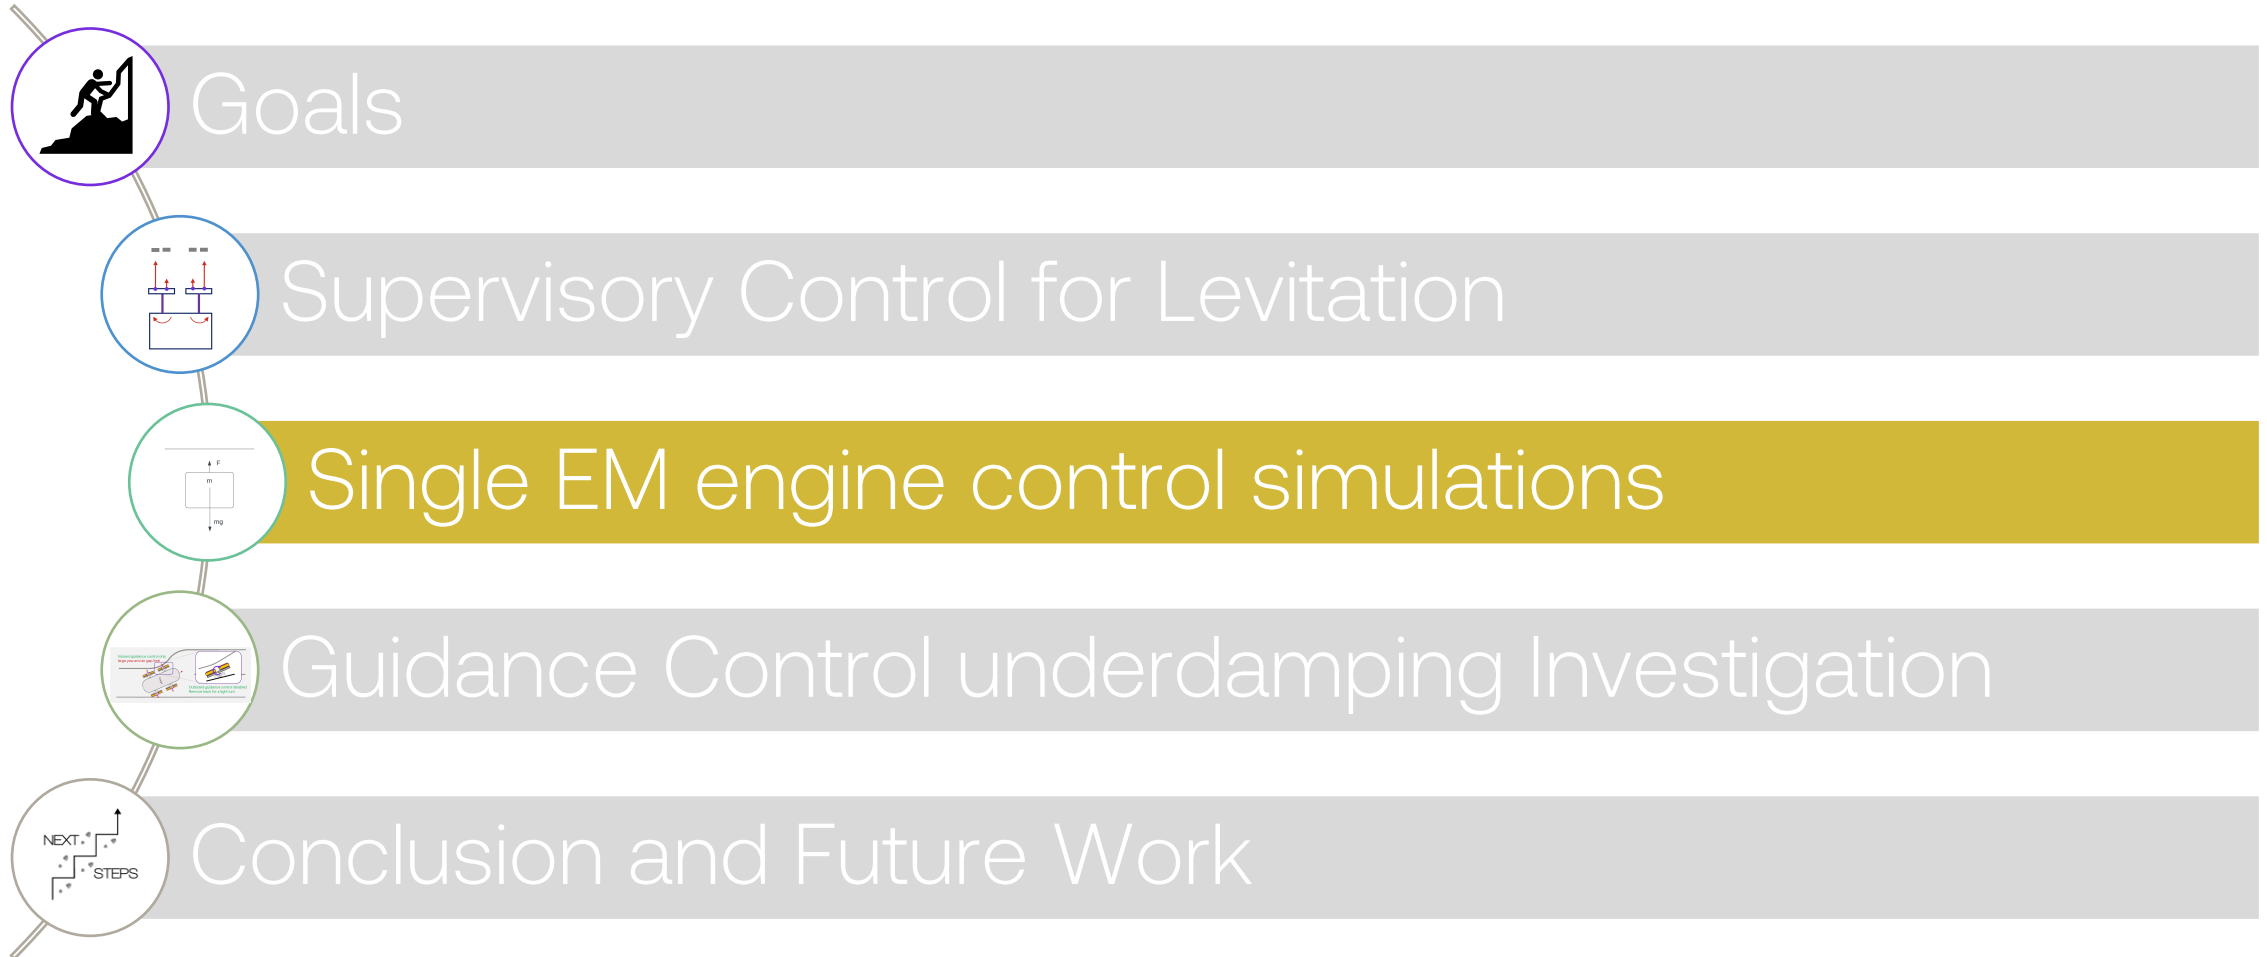 Goals
Supervisory Control for Levitation
F
m
mg
Single EM engine control simulations
Guidance Control underdamping Investigation
NEXT
STEPS
Conclusion and Future Work